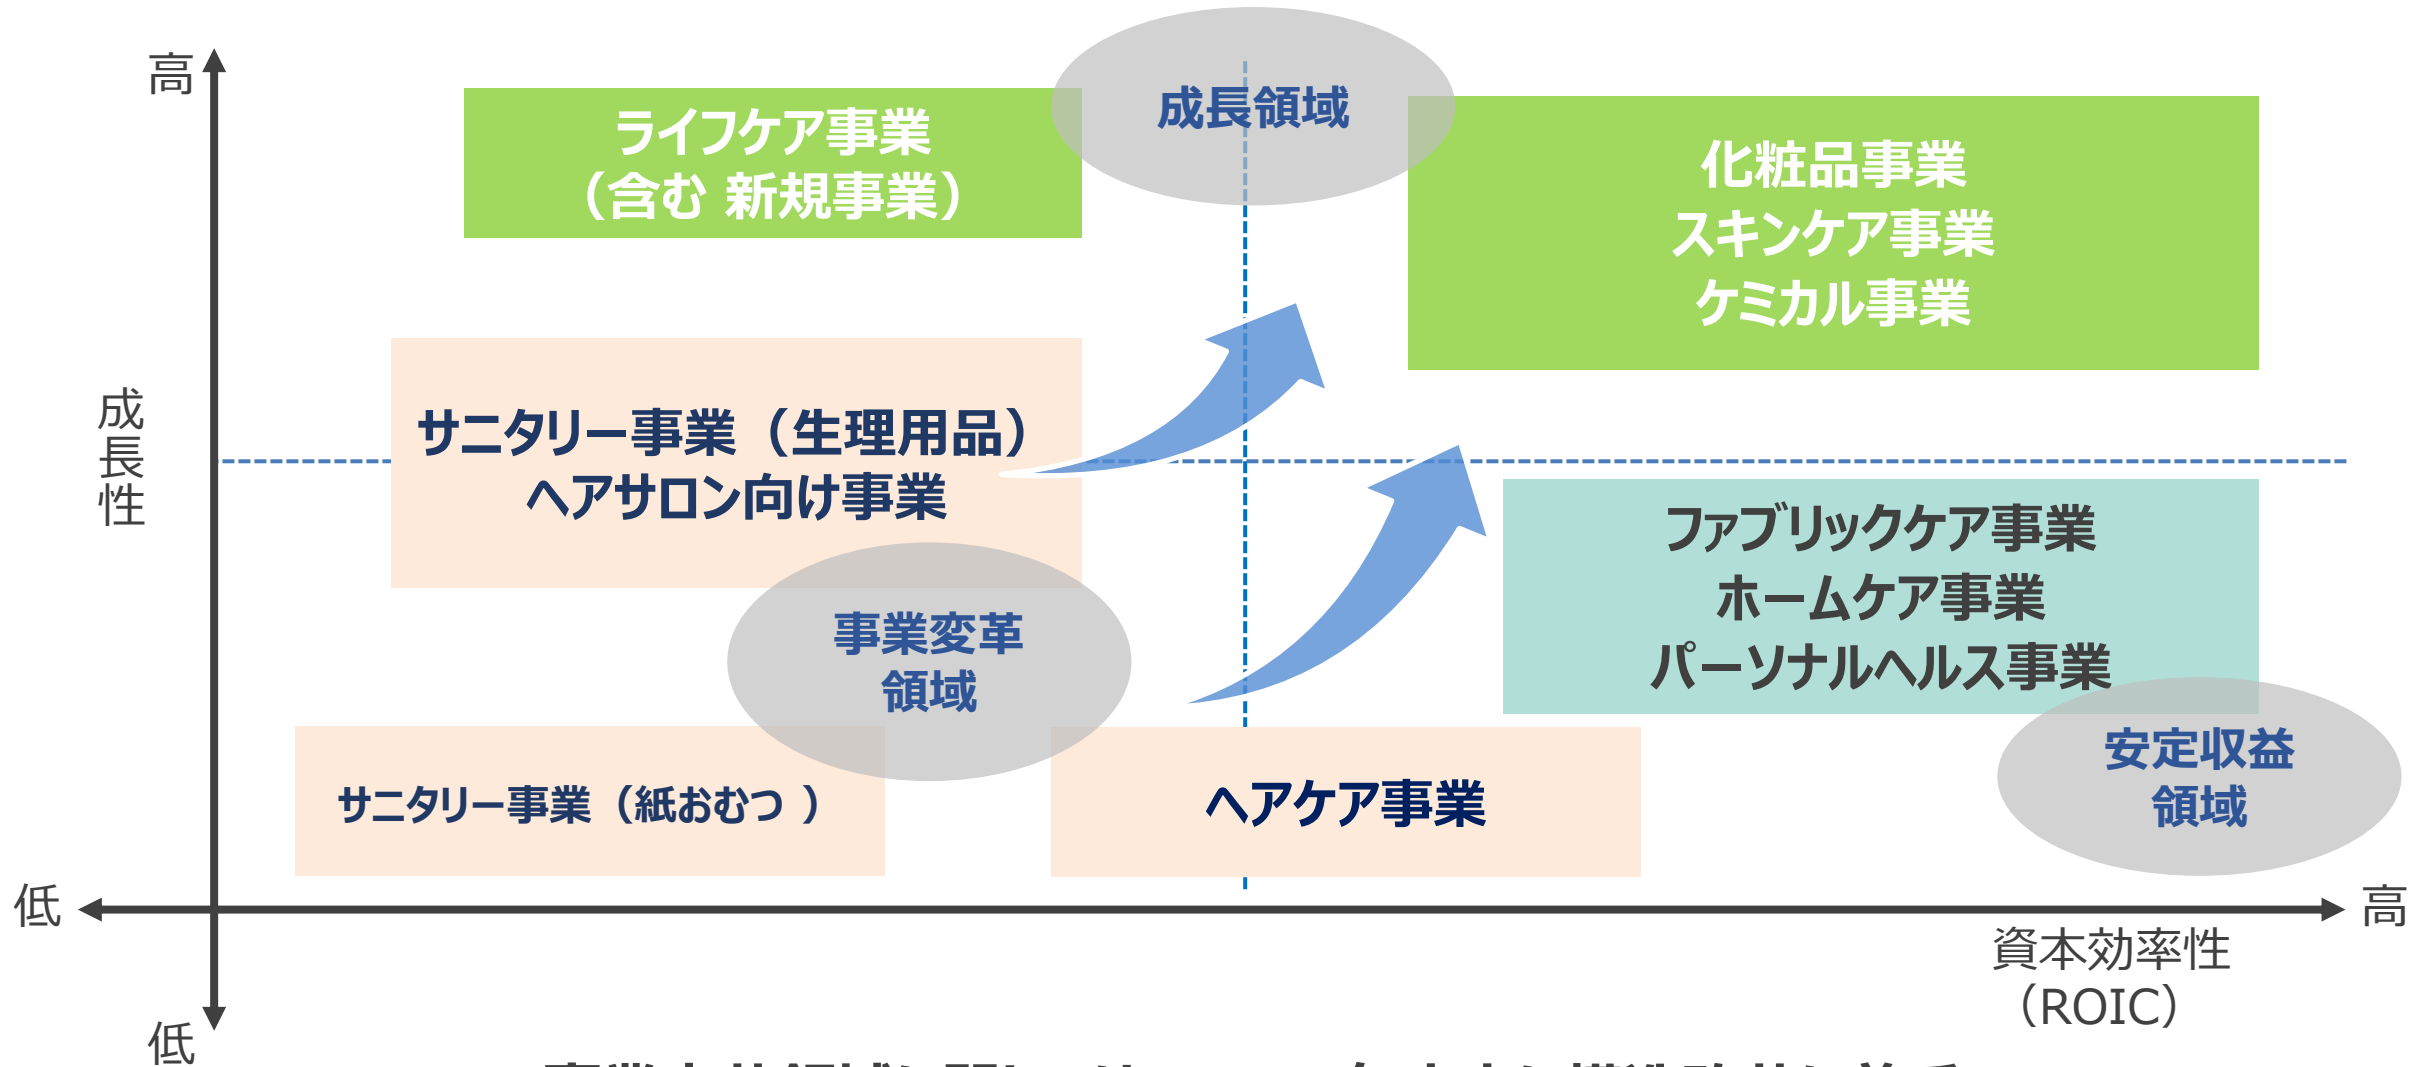 高
成長領域
ライフケア事業
（含む 新規事業）
化粧品事業
スキンケア事業
ケミカル事業
成長性
サニタリー事業（生理用品）
ヘアサロン向け事業
ファブリックケア事業
ホームケア事業
パーソナルヘルス事業
事業変革
領域
安定収益
領域
サニタリー事業（紙おむつ ）
ヘアケア事業
低
高
資本効率性
（ROIC）
低